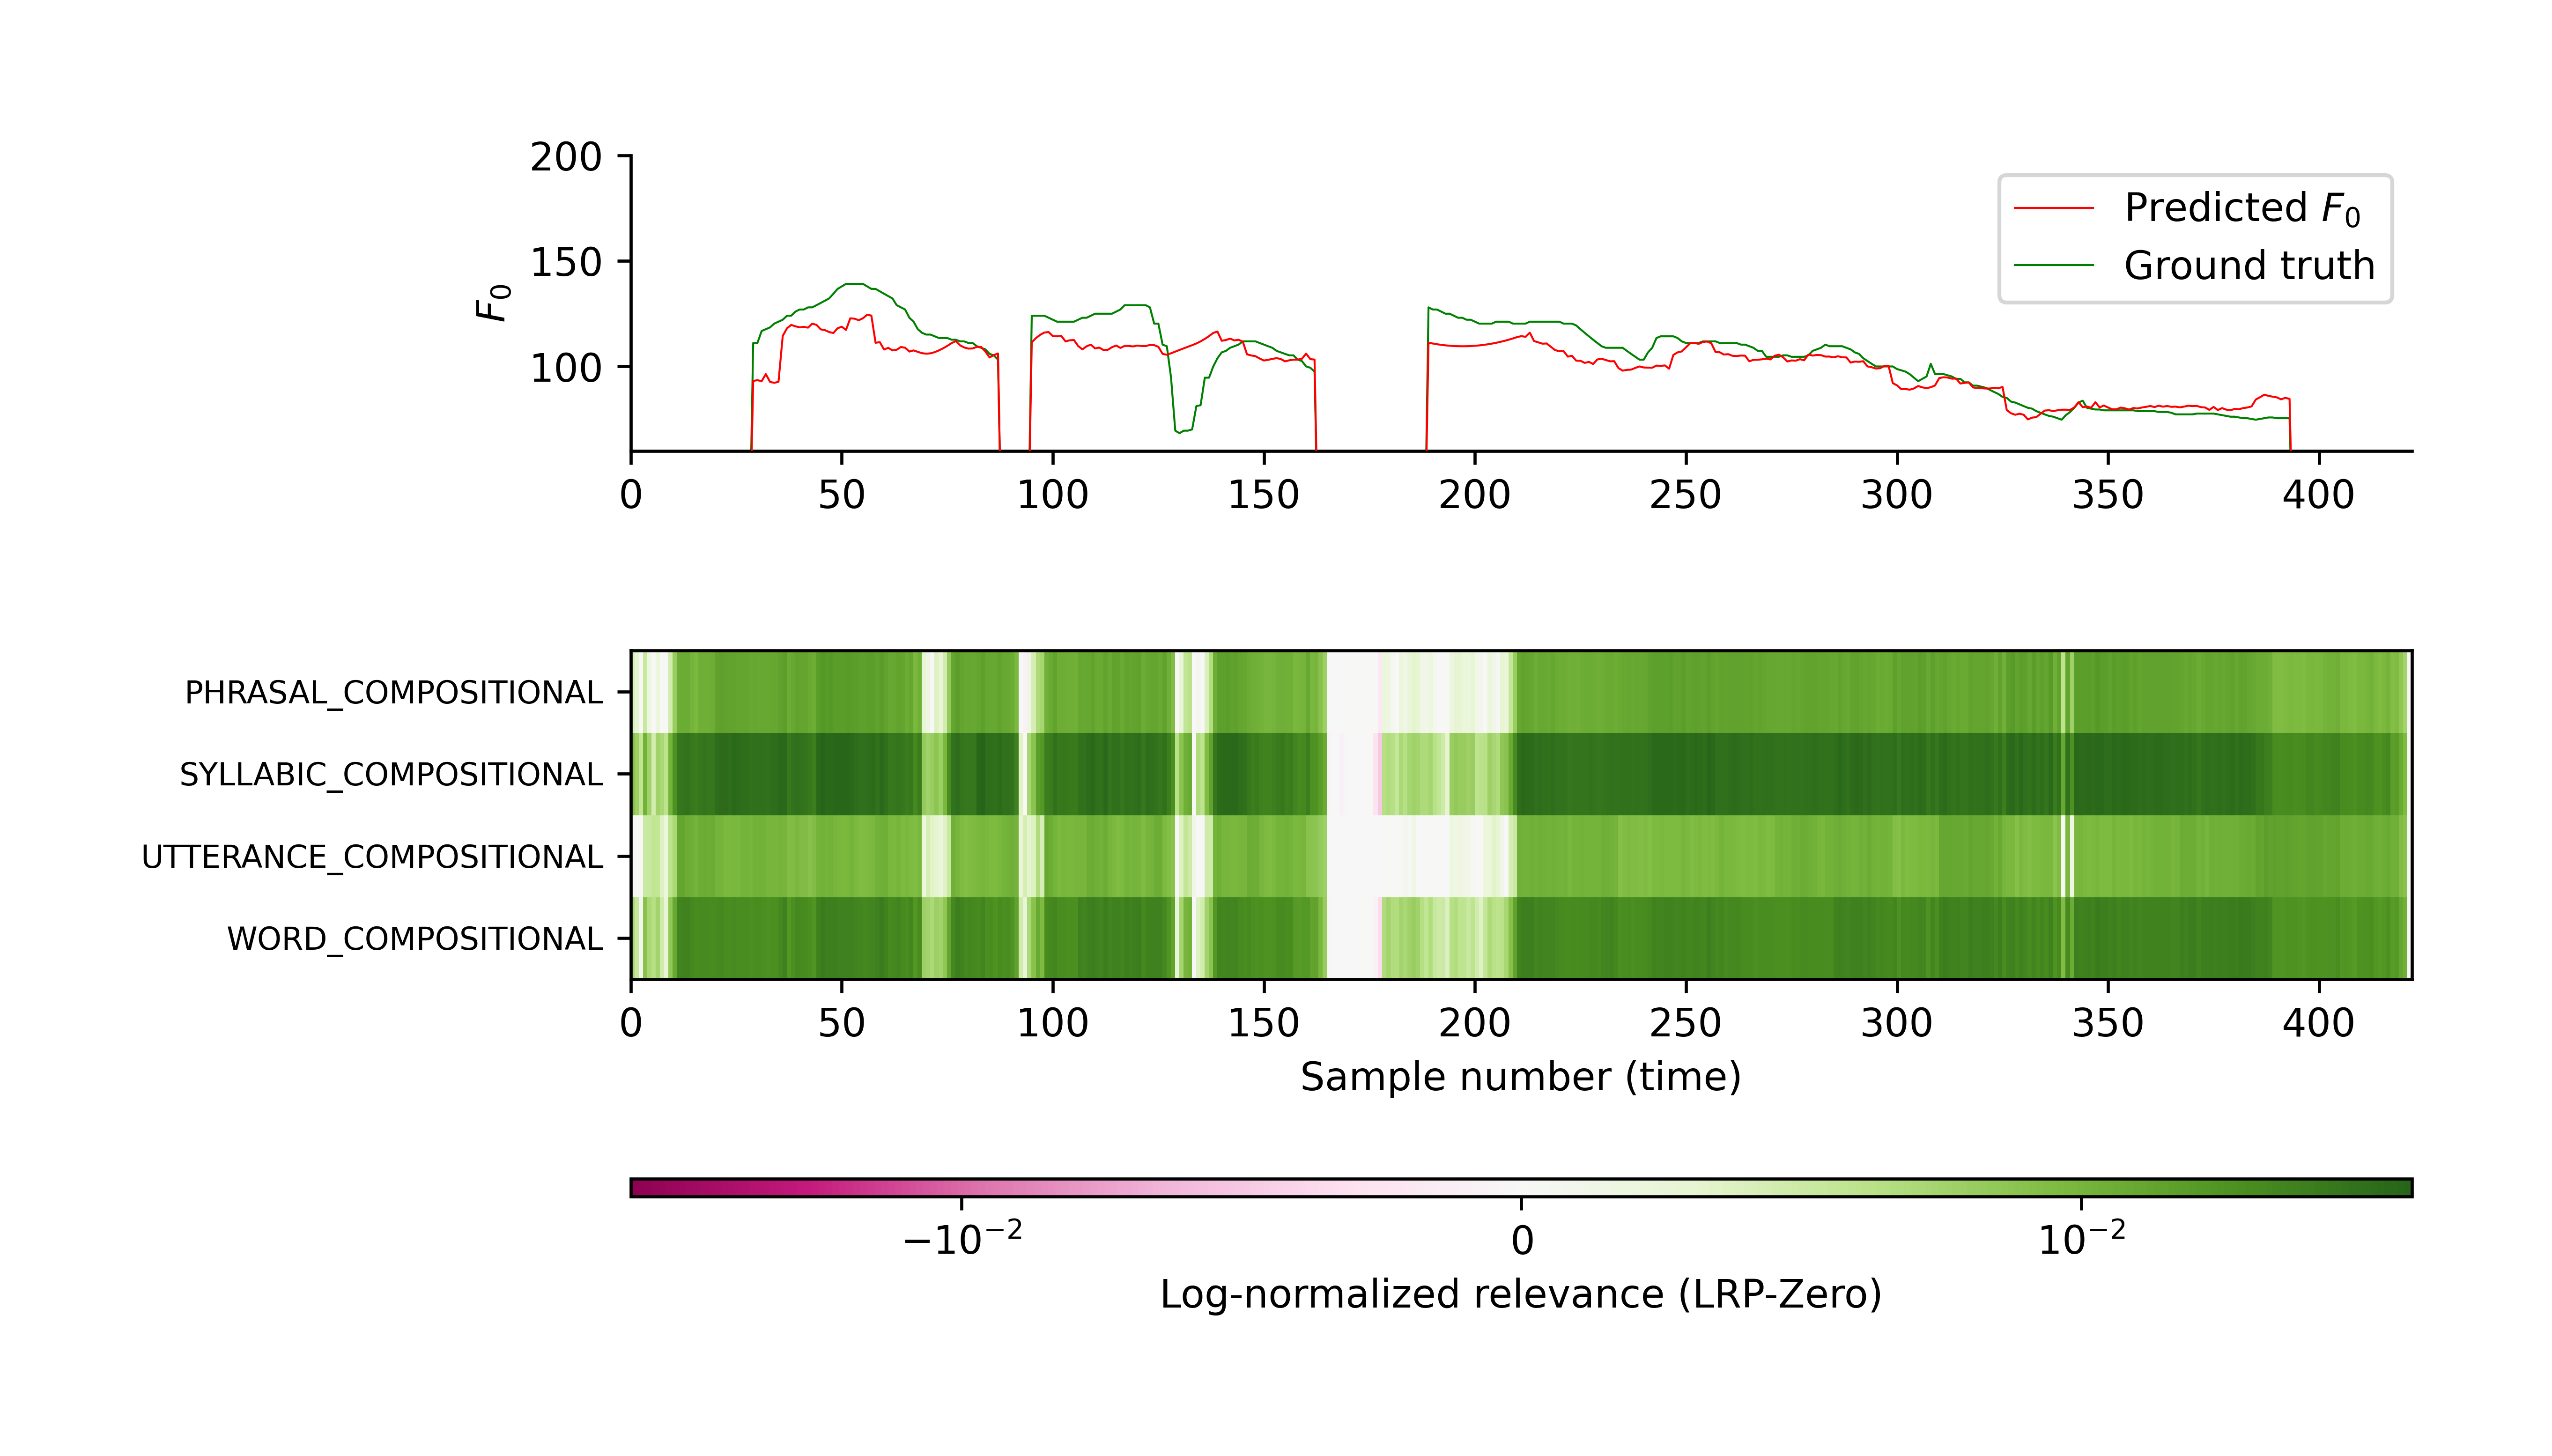 200
150
100
F₀
Predicted F₀
Ground truth
0 50 100 150 200 250 300 350 400
PHRASAL_COMPOSITIONAL
SYLLABIC_COMPOSITIONAL
UTTERANCE_COMPOSITIONAL
WORD_COMPOSITIONAL
0 50 100 150 200 250 300 350 400
Sample number (time)
−10⁻² 0 10⁻²
Log-normalized relevance (LRP-Zero)